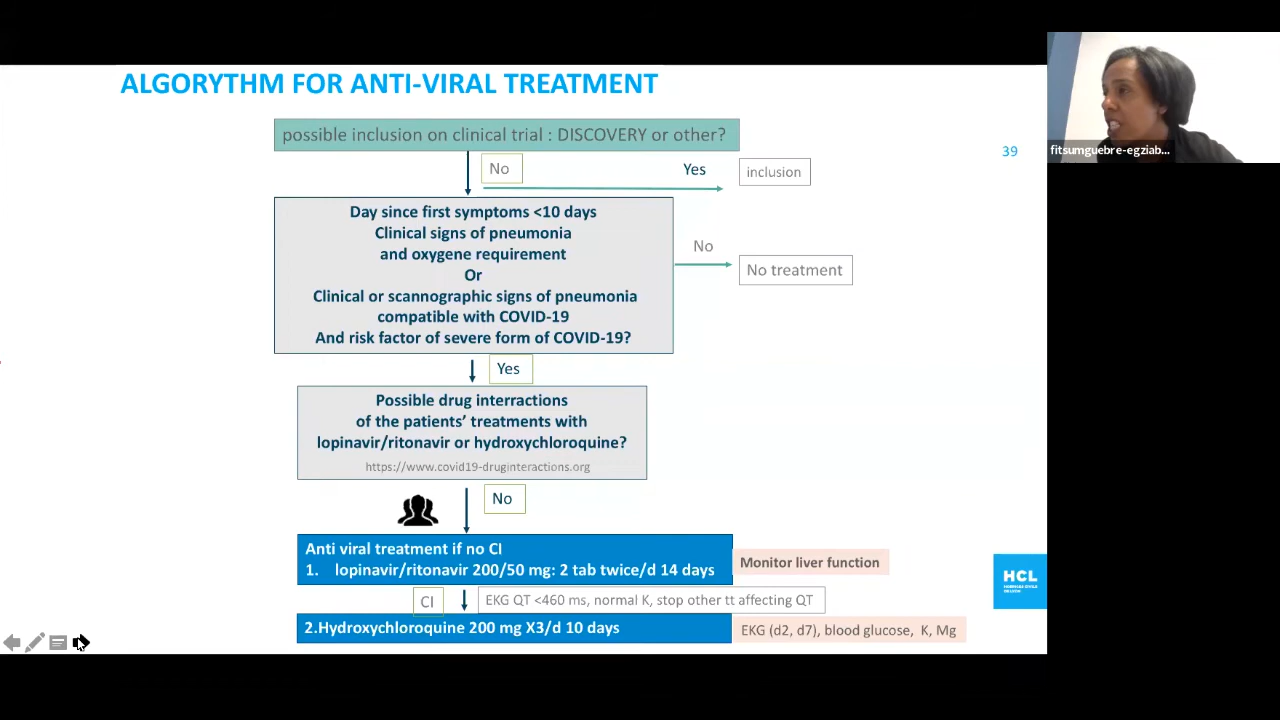 ALGORYTHM FOR ANTI-VIRAL TREATMENT
possible inclusion on clinical trial : DISCOVERY or other?
39
fitsumguebre-egziab...
No
Yes
inclusion
Day since first symptoms <10 days
Clinical signs of pneumonia
and oxygene requirement
Or
Clinical or scannographic signs of pneumonia
compatible with COVID-19
And risk factor of severe form of COVID-19?
No
No treatment
Yes
Possible drug interractions
of the patients' treatments with
lopinavir/ritonavir or hydroxychloroquine?
https://www.covid19-druginteractions.org
No
Anti viral treatment if no CI
1. lopinavir/ritonavir 200/50 mg: 2 tab twice/d 14 days
Monitor liver function
HCL
CI
EKG QT <460 ms, normal K, stop other tt affecting QT
2.Hydroxychloroquine 200 mg X3/d 10 days
EKG (d2, d7), blood glucose, K, Mg